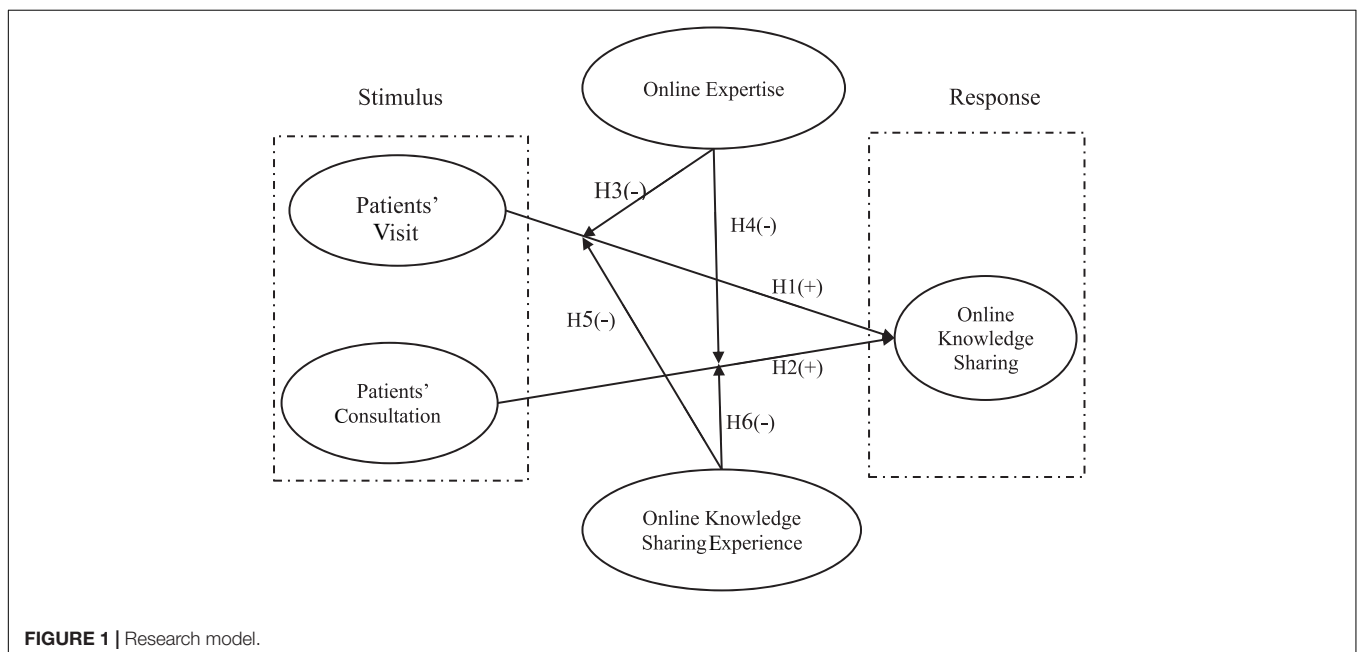 Stimulus
Online Expertise
Response
Patients'
Visit
H3(-)
H4(-)
H1(+)
H5(-)
Online
Knowledge
Sharing
H2(+)
Patients'
Consultation
H6(-)
Online Knowledge
Sharing Experience
FIGURE 1 | Research model.